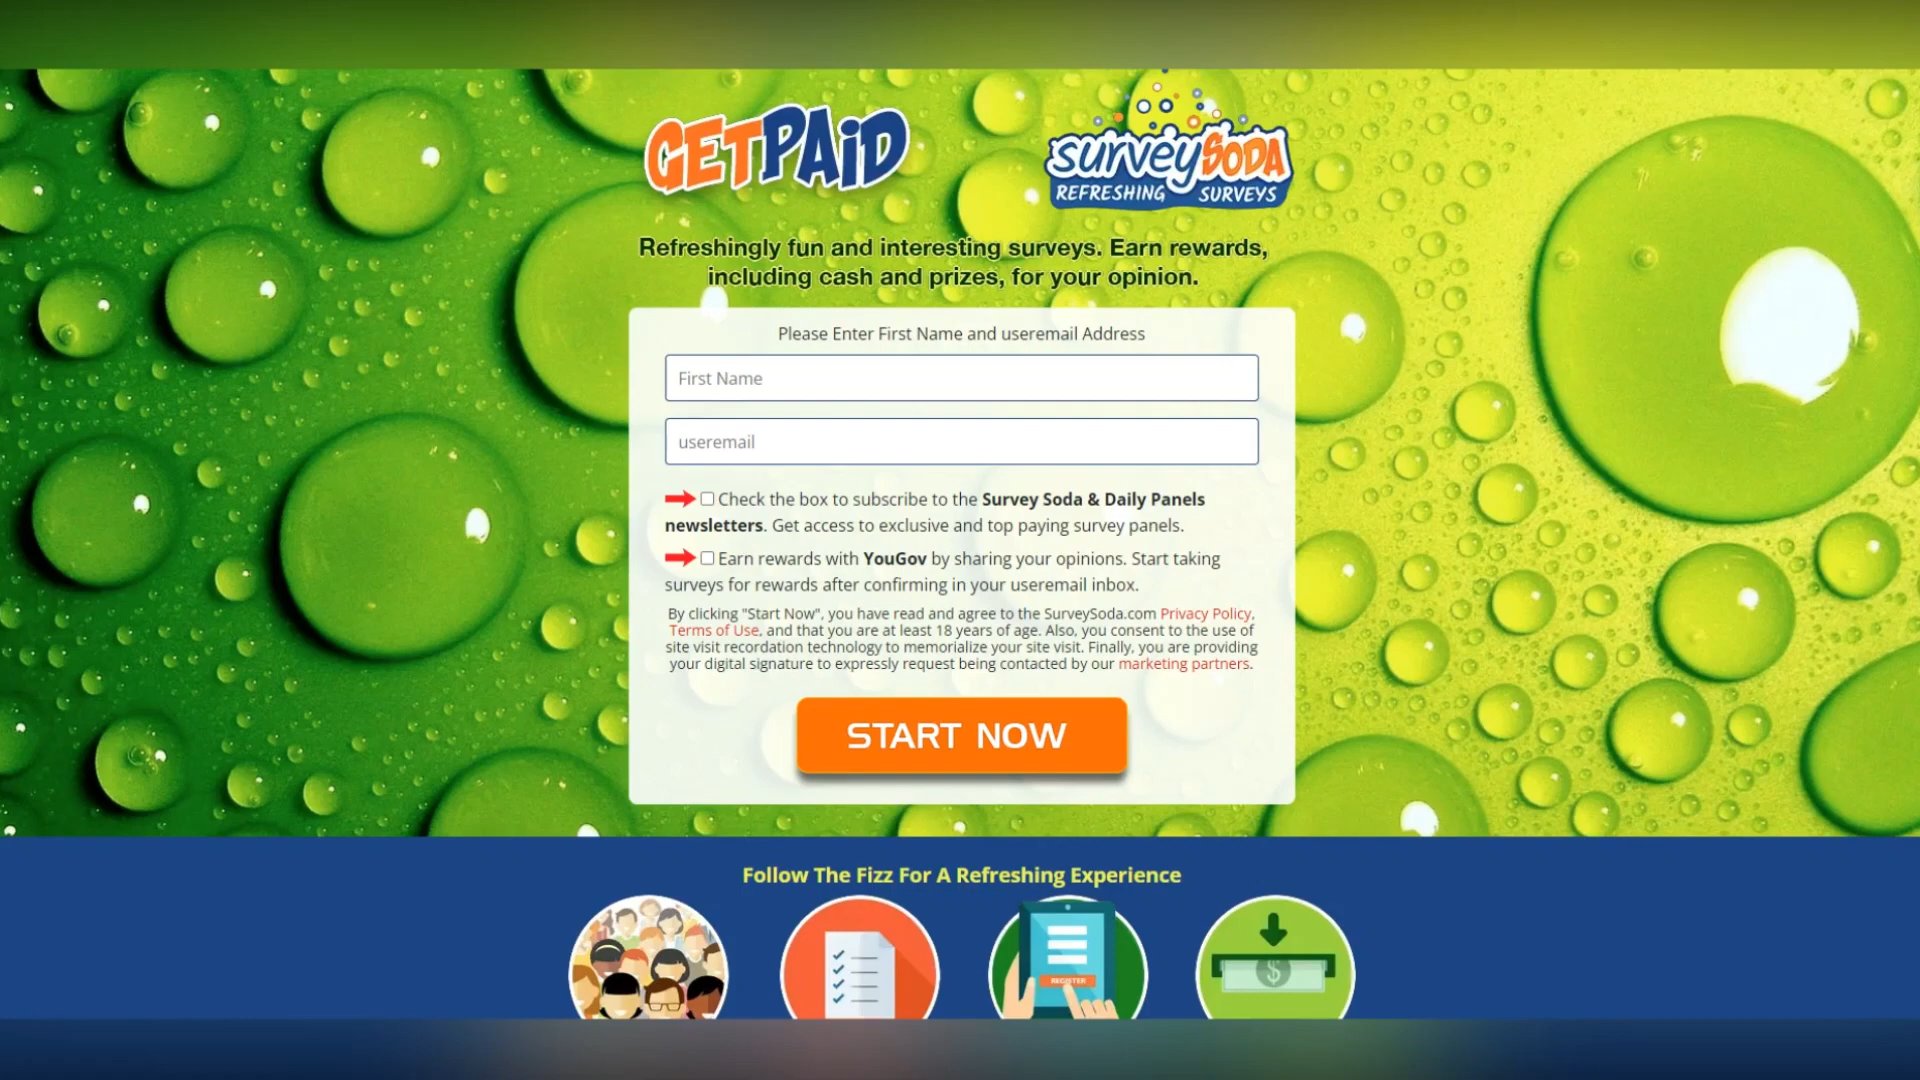 GETPAiD
surveySODA
REFRESHING SURVEYS
Refreshingly fun and interesting surveys. Earn rewards,
including cash and prizes, for your opinion.
Please Enter First Name and useremail Address
First Name
useremail
Check the box to subscribe to the Survey Soda & Daily Panels
newsletters. Get access to exclusive and top paying survey panels.
Earn rewards with YouGov by sharing your opinions. Start taking
surveys for rewards after confirming in your useremail inbox.
By clicking "Start Now", you have read and agree to the SurveySoda.com Privacy Policy,
Terms of Use, and that you are at least 18 years of age. Also, you consent to the use of
site visit recordation technology to memorialize your site visit. Finally, you are providing
your digital signature to expressly request being contacted by our marketing partners.
START NOW
Follow The Fizz For A Refreshing Experience
REGISTER
$